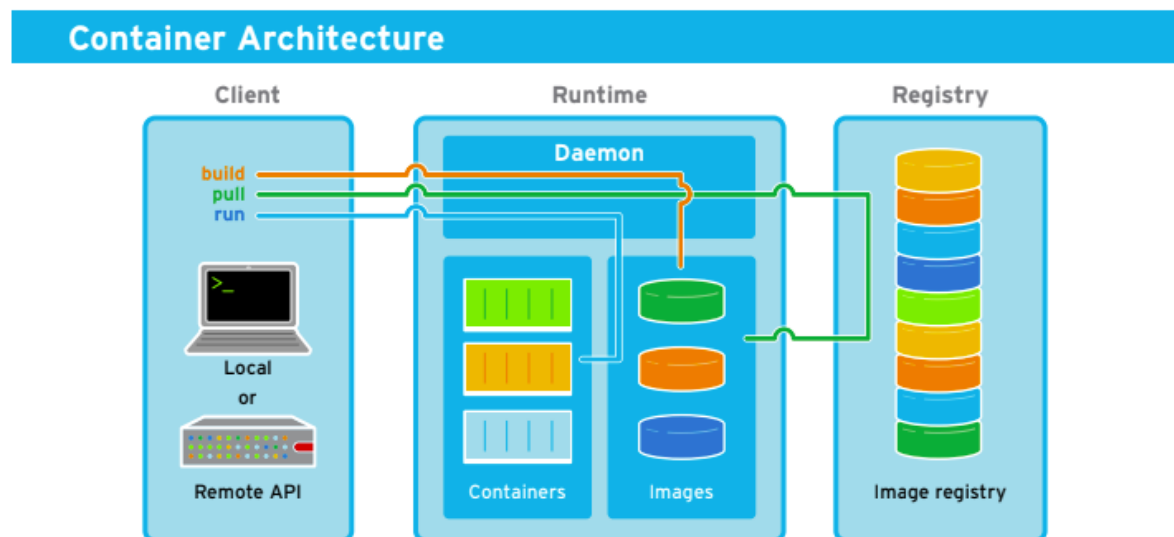 Container Architecture
Client
Runtime
Registry
Daemon
build
pull
run
>_
Local
or
Remote API
Containers
Images
Image registry